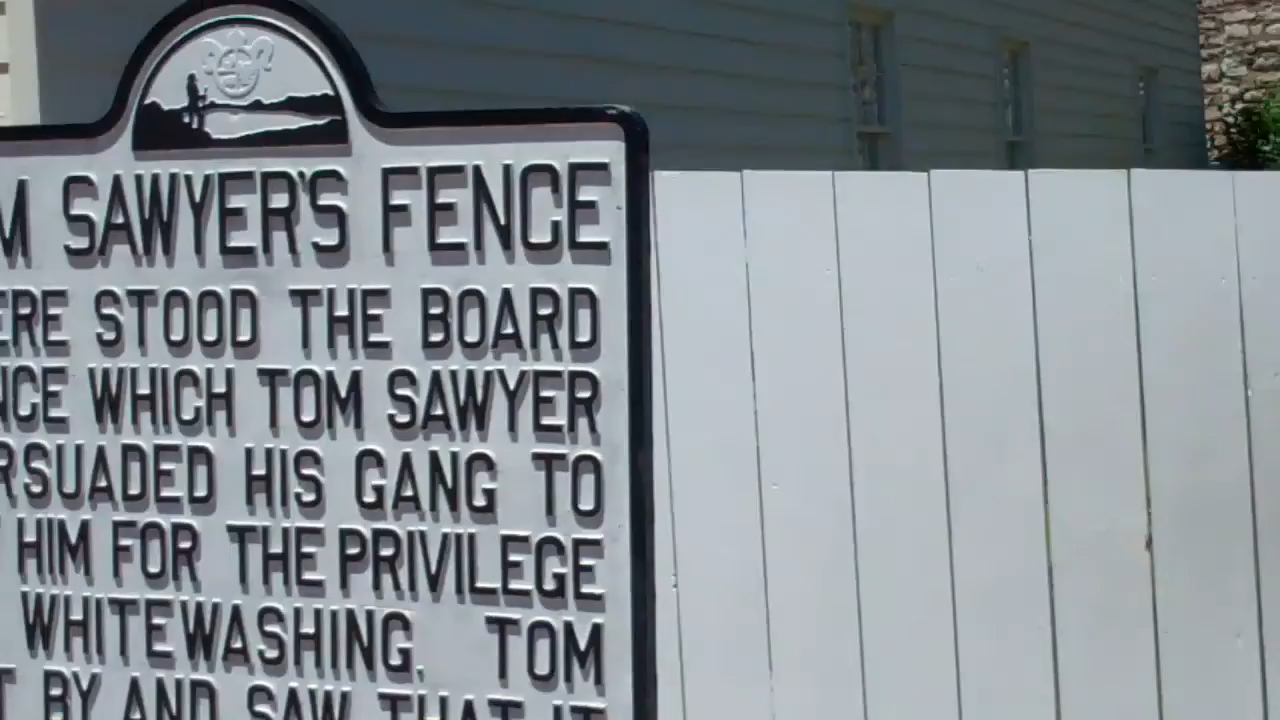 M SAWYER'S FENCE
ERE STOOD THE BOARD
NCE WHICH TOM SAWYER
RSUADED HIS GANG TO
HIM FOR THE PRIVILEGE
WHITEWASHING. TOM
T BY AND SAW THAT IT